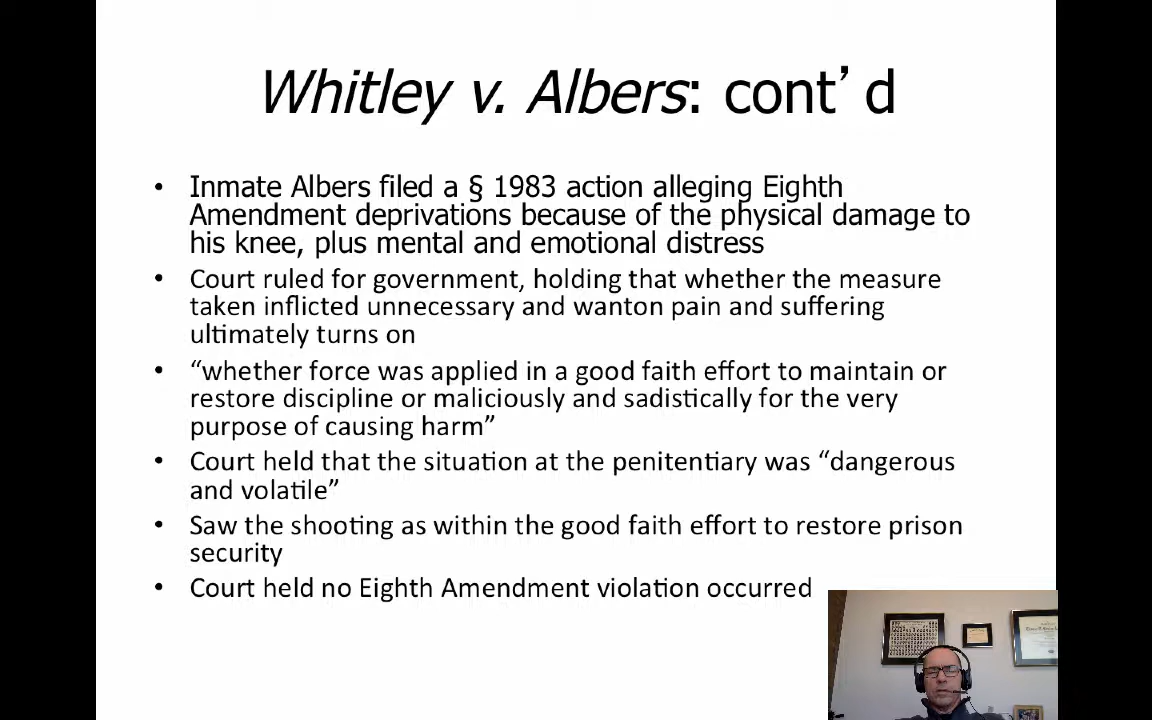 Whitley v. Albers: cont’d
• Inmate Albers filed a § 1983 action alleging Eighth
Amendment deprivations because of the physical damage to
his knee, plus mental and emotional distress
• Court ruled for government, holding that whether the measure
taken inflicted unnecessary and wanton pain and suffering
ultimately turns on
• “whether force was applied in a good faith effort to maintain or
restore discipline or maliciously and sadistically for the very
purpose of causing harm”
• Court held that the situation at the penitentiary was “dangerous
and volatile”
• Saw the shooting as within the good faith effort to restore prison
security
• Court held no Eighth Amendment violation occurred